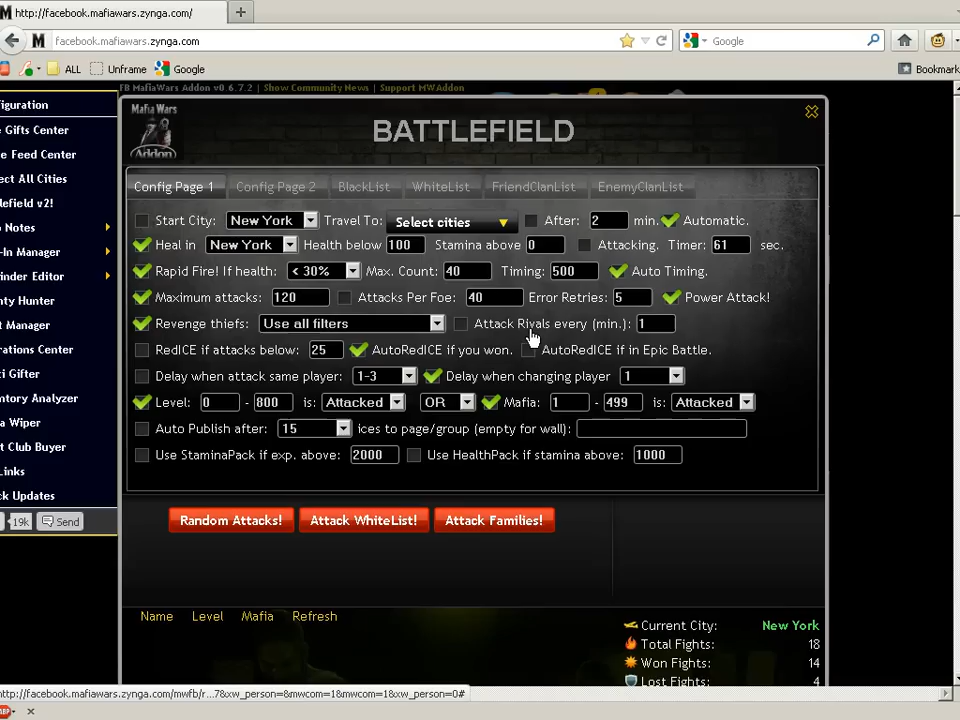 http://facebook.mafiawars.zynga.com/
facebook.mafiawars.zynga.com
Google
ALL
Unframe
Google
Bookmark
FB MafiaWars Addon v0.6.7.2 | Show Community News | Support MWAddon
figuration
e Gifts Center
e Feed Center
ect All Cities
lefield v2!
o Notes
-In Manager
finder Editor
nty Hunter
erations Center
ti Gifter
entory Analyzer
a Wiper
t Club Buyer
Links
ck Updates
19k
Send
Mafia Wars
Addon
BATTLEFIELD
Config Page 1
Config Page 2
BlackList
WhiteList
FriendClanList
EnemyClanList
Start City: New York Travel To: Select cities After: 2 min. Automatic.
Heal in New York Health below 100 Stamina above 0 Attacking. Timer: 61 sec.
Rapid Fire! If health: < 30% Max. Count: 40 Timing: 500 Auto Timing.
Maximum attacks: 120 Attacks Per Foe: 40 Error Retries: 5 Power Attack!
Revenge thiefs: Use all filters Attack Rivals every (min.): 1
RedICE if attacks below: 25 AutoRedICE if you won. AutoRedICE if in Epic Battle.
Delay when attack same player: 1-3 Delay when changing player 1
Level: 0 - 800 is: Attacked OR Mafia: 1 - 499 is: Attacked
Auto Publish after: 15 ices to page/group (empty for wall):
Use StaminaPack if exp. above: 2000 Use HealthPack if stamina above: 1000
Random Attacks!
Attack WhiteList!
Attack Families!
Name Level Mafia Refresh
Current City: New York
Total Fights: 18
Won Fights: 14
Lost Fights: 4
http://facebook.mafiawars.zynga.com/mwfb/r...7&xw_person=&mwcom=1&mwcom=1&xw_person=0#
ABP